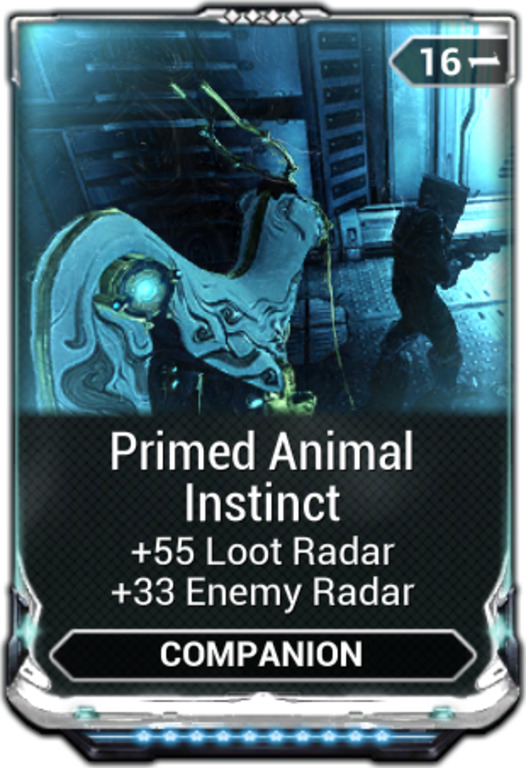 16
Primed Animal
Instinct
+55 Loot Radar
+33 Enemy Radar
COMPANION